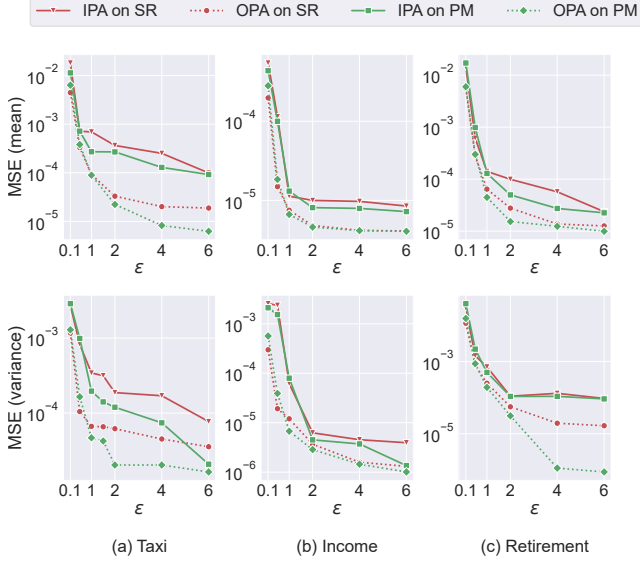 IPA on SR OPA on SR IPA on PM OPA on PM
MSE (mean)
10⁻² 10⁻³ 10⁻⁴ 10⁻⁵
0.1 1 2 4 6
ε
10⁻⁴ 10⁻⁵
0.1 1 2 4 6
ε
10⁻² 10⁻³ 10⁻⁴ 10⁻⁵
0.1 1 2 4 6
ε
MSE (variance)
10⁻³ 10⁻⁴
0.1 1 2 4 6
ε
10⁻³ 10⁻⁴ 10⁻⁵ 10⁻⁶
0.1 1 2 4 6
ε
10⁻³ 10⁻⁵
0.1 1 2 4 6
ε
(a) Taxi (b) Income (c) Retirement